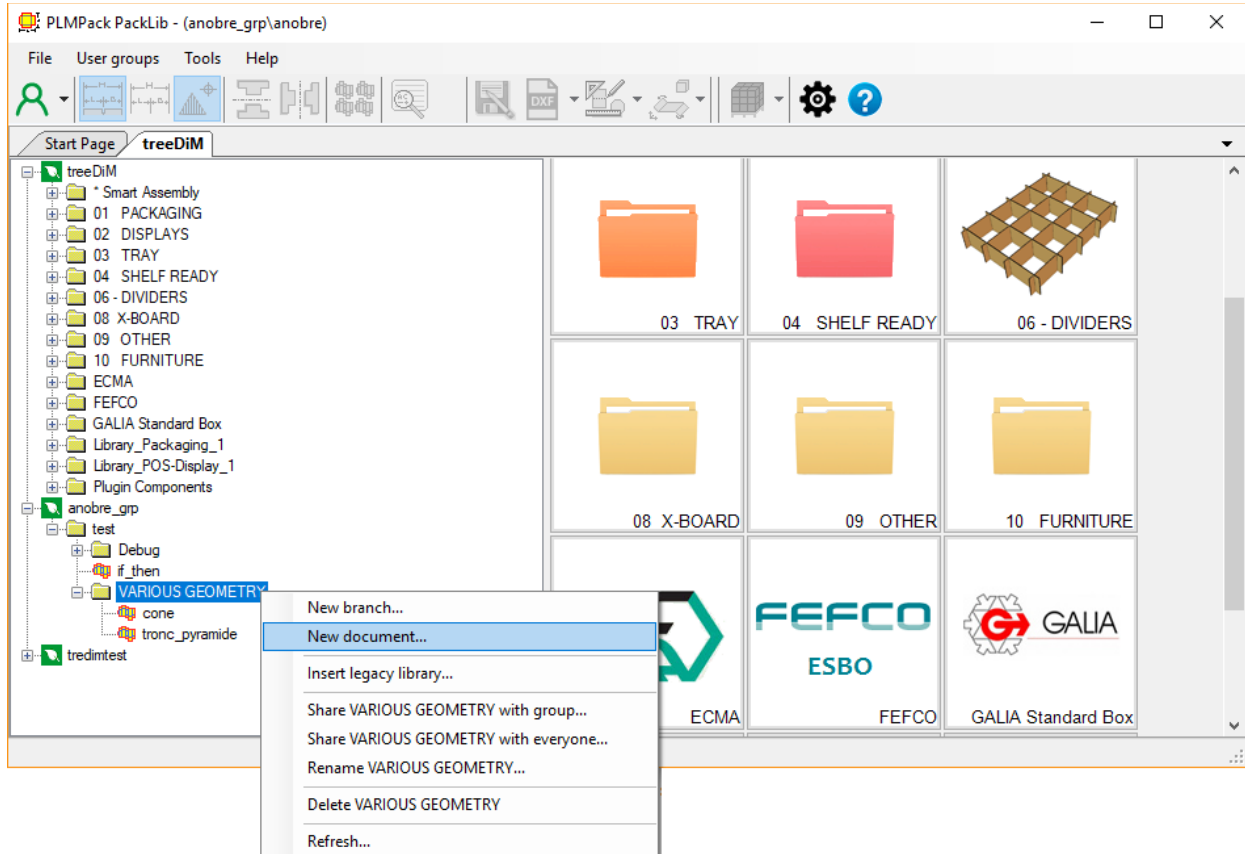 PLMPack PackLib - (anobre_grp\anobre)
File User groups Tools Help
DXF
Start Page treeDiM
treeDiM
* Smart Assembly
01 PACKAGING
02 DISPLAYS
03 TRAY
04 SHELF READY
06 - DIVIDERS
08 X-BOARD
09 OTHER
10 FURNITURE
ECMA
FEFCO
GALIA Standard Box
Library_Packaging_1
Library_POS-Display_1
Plugin Components
anobre_grp
test
Debug
if_then
VARIOUS GEOMETRY
cone
tronc_pyramide
tredimtest
New branch...
New document...
Insert legacy library...
Share VARIOUS GEOMETRY with group...
Share VARIOUS GEOMETRY with everyone...
Rename VARIOUS GEOMETRY...
Delete VARIOUS GEOMETRY
Refresh...
03 TRAY
04 SHELF READY
06 - DIVIDERS
08 X-BOARD
09 OTHER
10 FURNITURE
ECMA
FEFCO
ESBO
FEFCO
GALIA
GALIA Standard Box